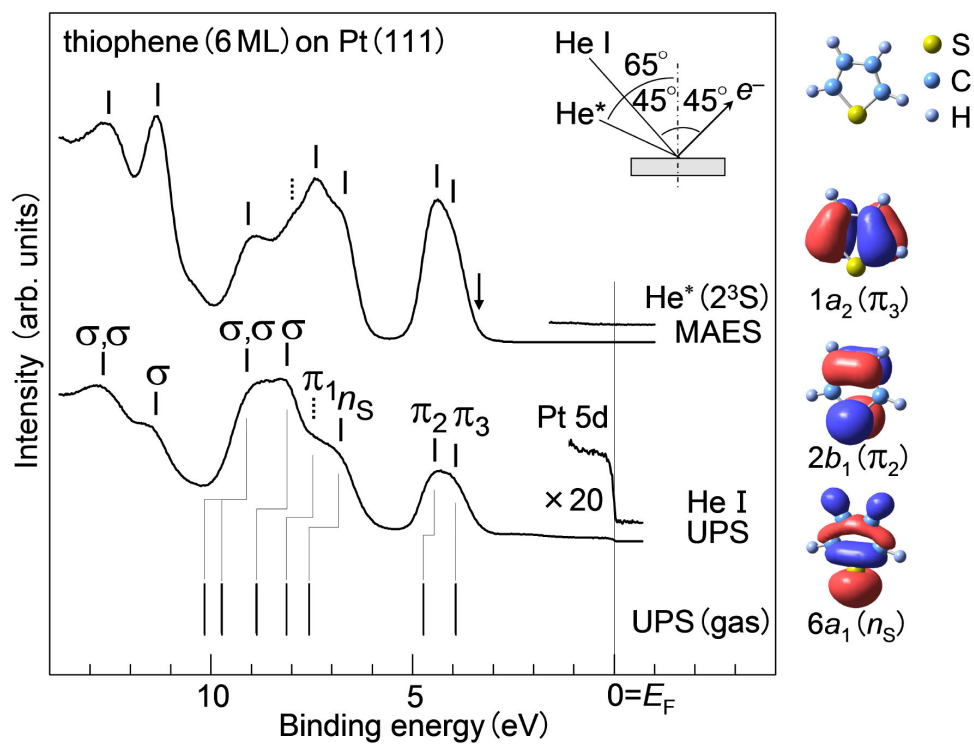 thiophene (6 ML) on Pt (111)
He I
65°
He*
45°
45°
e⁻
S
C
H
1a₂ (π₃)
2b₁ (π₂)
6a₁ (nS)
He* (2³S)
MAES
σ,σ
σ
σ,σ
σ
π₁
nS
π₂
π₃
Pt 5d
×20
He I
UPS
UPS (gas)
Intensity (arb. units)
10
5
0=EF
Binding energy (eV)